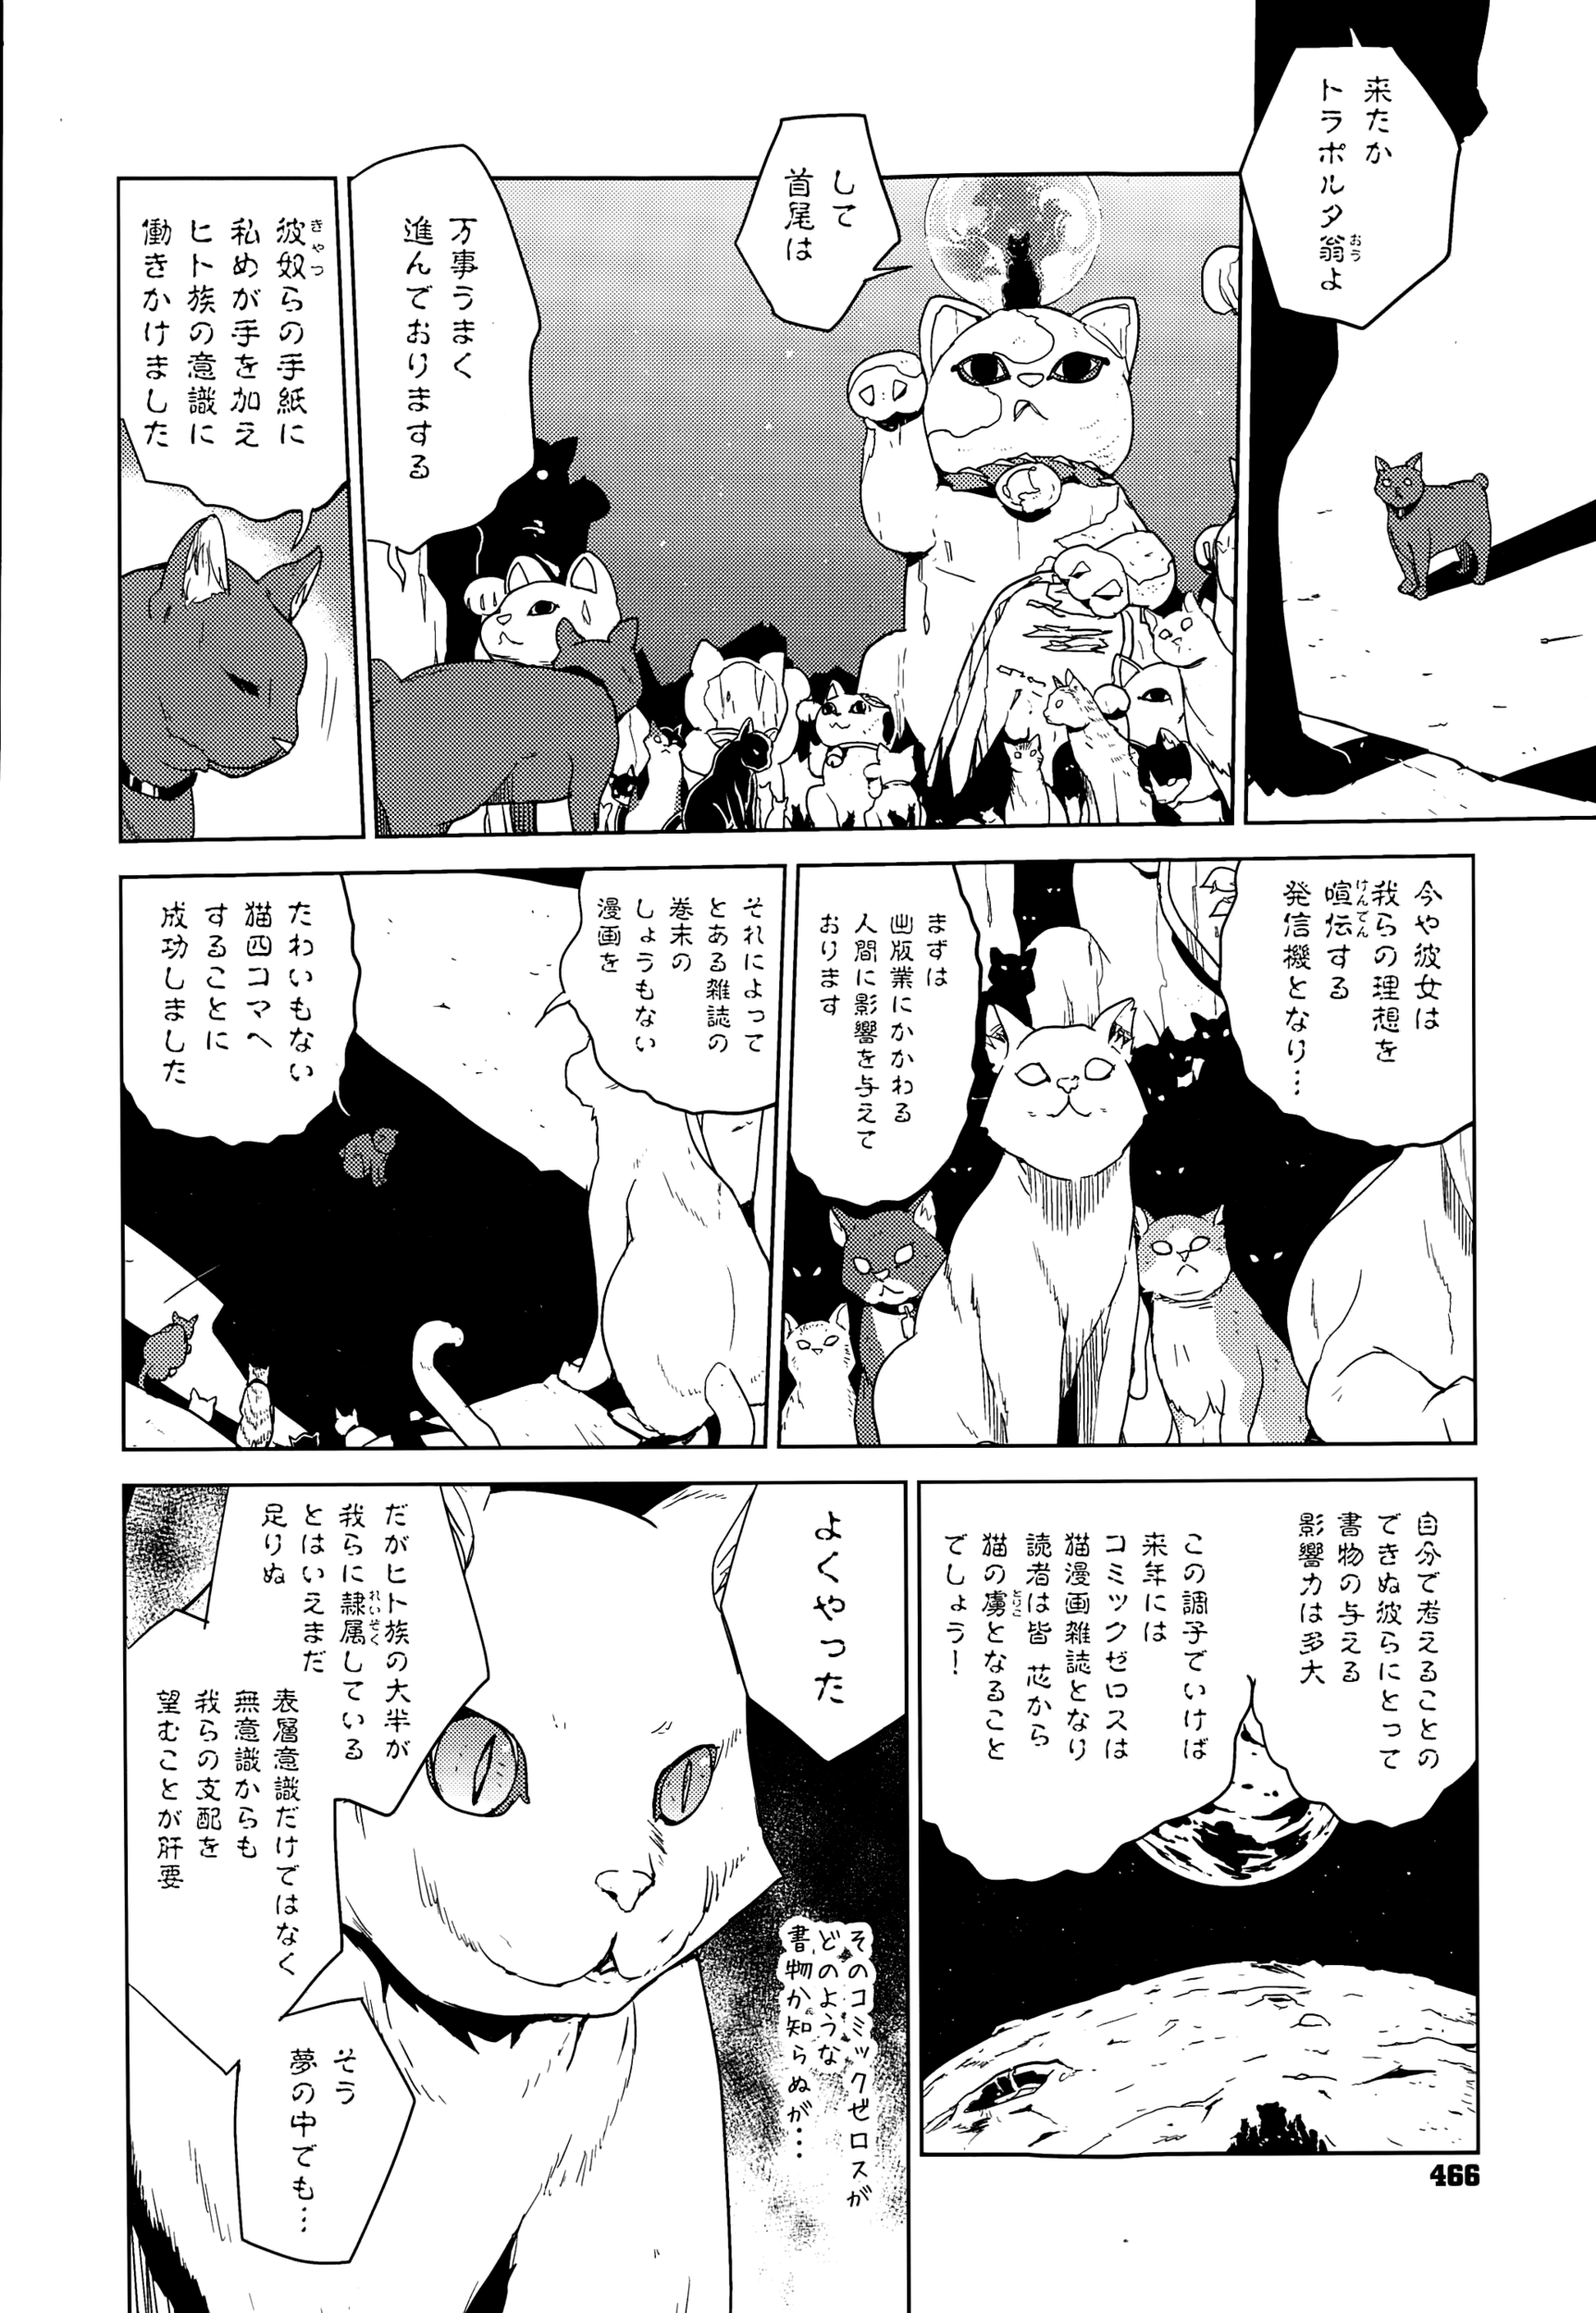 来たか
トラポルタ翁よ
おう
して
首尾は
万事うまく
進んでおりまする
彼奴らの手紙に
きゃつ
私めが手を加え
ヒト族の意識に
働きかけました
今や彼女は
我らの理想を
喧伝する
けんでん
発信機となり…
まずは
出版業にかかわる
人間に影響を与えて
おります
それによって
とある雑誌の
巻末の
しょうもない
漫画を
たわいもない
猫四コマへ
することに
成功しました
自分で考えることの
できぬ彼らにとって
書物の与える
影響力は多大
この調子でいけば
来年には
コミックゼロスは
猫漫画雑誌となり
読者は皆 芯から
猫の虜となること
とりこ
でしょう!
よくやった
そのコミックゼロスが
どのような
書物か知らぬが…
だがヒト族の大半が
我らに隷属している
れいぞく
とはいえまだ
足りぬ
表層意識だけではなく
無意識からも
我らの支配を
望むことが肝要
そう
夢の中でも…
466